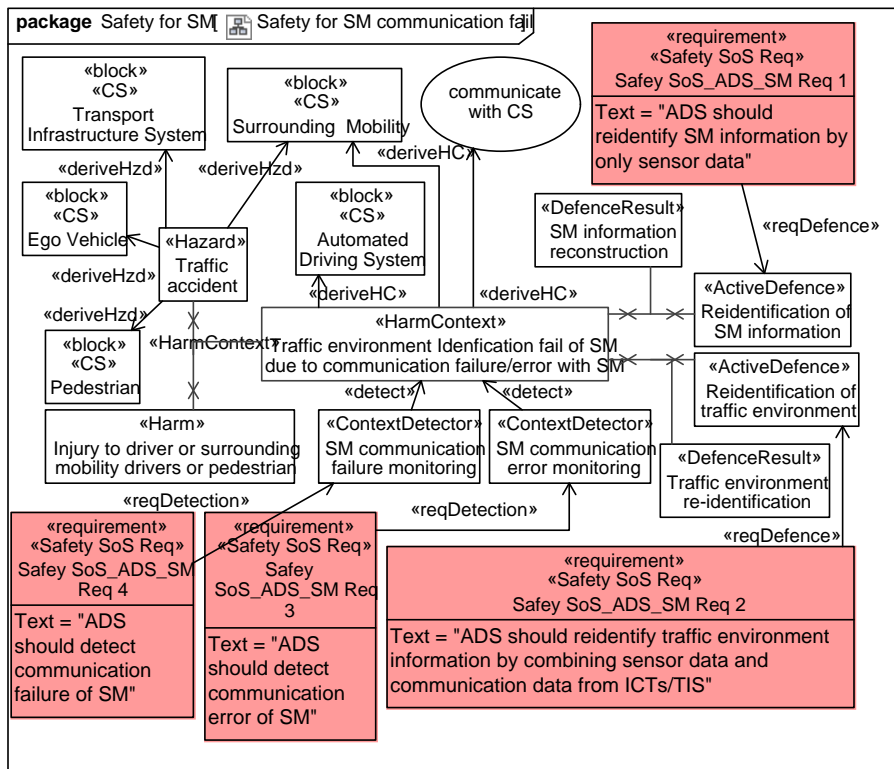 package Safety for SM[ Safety for SM communication fail ]
«block»
«CS»
Transport
Infrastructure System
«block»
«CS»
Surrounding Mobility
communicate
with CS
«requirement»
«Safety SoS Req»
Safey SoS_ADS_SM Req 1
Text = "ADS should
reidentify SM information by
only sensor data"
«deriveHzd»
«deriveHzd»
«deriveHC»
«block»
«CS»
Ego Vehicle
«Hazard»
Traffic
accident
«block»
«CS»
Automated
Driving System
«DefenceResult»
SM information
reconstruction
«reqDefence»
«deriveHzd»
«deriveHzd»
«deriveHC»
«deriveHC»
«ActiveDefence»
Reidentification of
SM information
«block»
«CS»
Pedestrian
«HarmContext»
«HarmContext»
Traffic environment Idenfication fail of SM
due to communication failure/error with SM
«ActiveDefence»
Reidentification of
traffic environment
«detect»
«detect»
«Harm»
Injury to driver or surrounding
mobility drivers or pedestrian
«ContextDetector»
SM communication
failure monitoring
«ContextDetector»
SM communication
error monitoring
«DefenceResult»
Traffic environment
re-identification
«reqDetection»
«reqDetection»
«reqDefence»
«requirement»
«Safety SoS Req»
Safey SoS_ADS_SM
Req 4
Text = "ADS
should detect
communication
failure of SM"
«requirement»
«Safety SoS Req»
Safey
SoS_ADS_SM Req
3
Text = "ADS
should detect
communication
error of SM"
«requirement»
«Safety SoS Req»
Safey SoS_ADS_SM Req 2
Text = "ADS should reidentify traffic environment
information by combining sensor data and
communication data from ICTs/TIS"